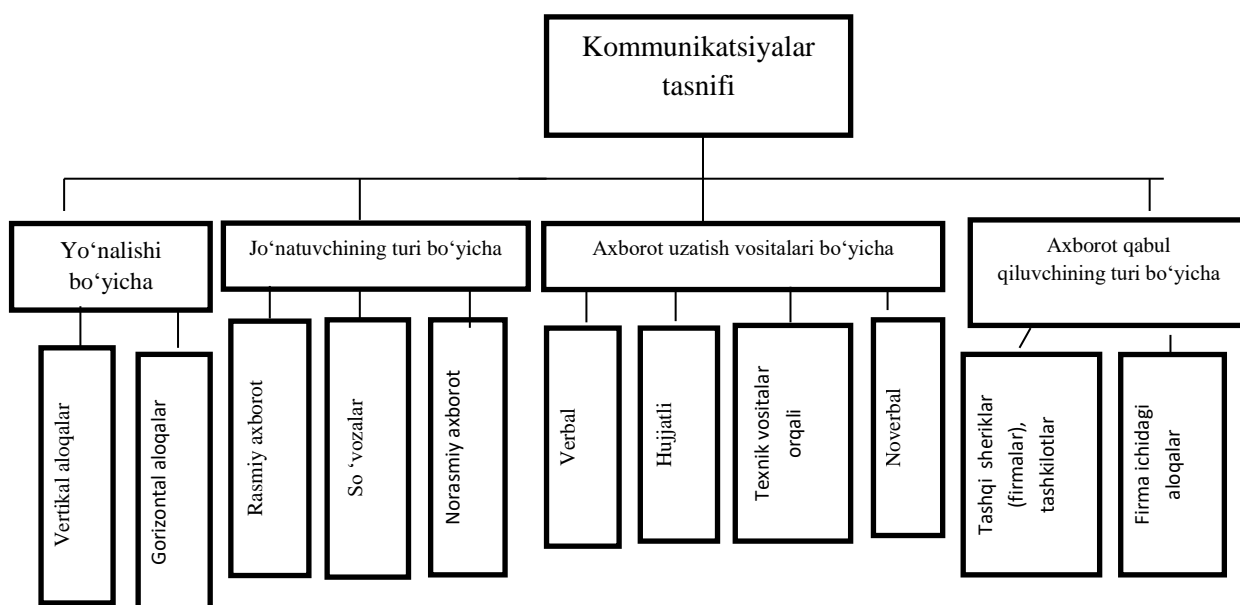 Kommunikatsiyalar
tasnifi
Yo‘nalishi
bo‘yicha
Jo‘natuvchining turi bo‘yicha
Axborot uzatish vositalari bo‘yicha
Axborot qabul
qiluvchining turi bo‘yicha
Vertikal aloqalar
Gorizontal aloqalar
Rasmiy axborot
So ‘vozalar
Norasmiy axborot
Verbal
Hujjatli
Texnik vositalar
orqali
Noverbal
Tashqi sheriklar
(firmalar),
tashkilotlar
Firma ichidagi
aloqalar